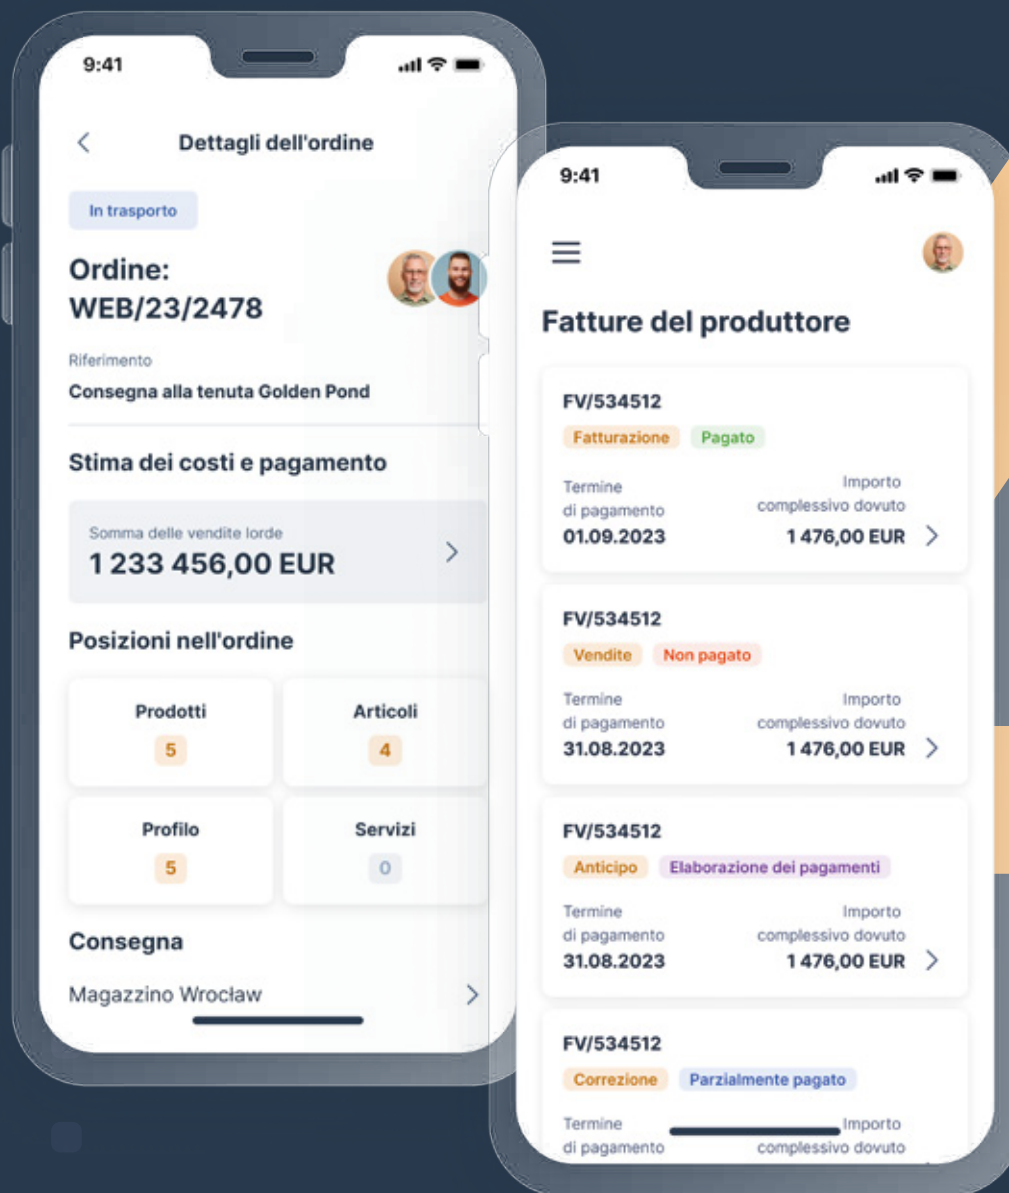 9:41
Dettagli dell'ordine
In trasporto
Ordine:
WEB/23/2478
Riferimento
Consegna alla tenuta Golden Pond
Stima dei costi e pagamento
Somma delle vendite lorde
1 233 456,00 EUR
Posizioni nell'ordine
Prodotti
5
Articoli
4
Profilo
5
Servizi
0
Consegna
Magazzino Wrocław
9:41
Fatture del produttore
FV/534512
Fatturazione Pagato
Termine
di pagamento
01.09.2023
Importo
complessivo dovuto
1 476,00 EUR
FV/534512
Vendite Non pagato
Termine
di pagamento
31.08.2023
Importo
complessivo dovuto
1 476,00 EUR
FV/534512
Anticipo Elaborazione dei pagamenti
Termine
di pagamento
31.08.2023
Importo
complessivo dovuto
1 476,00 EUR
FV/534512
Correzione Parzialmente pagato
Termine
di pagamento
Importo
complessivo dovuto